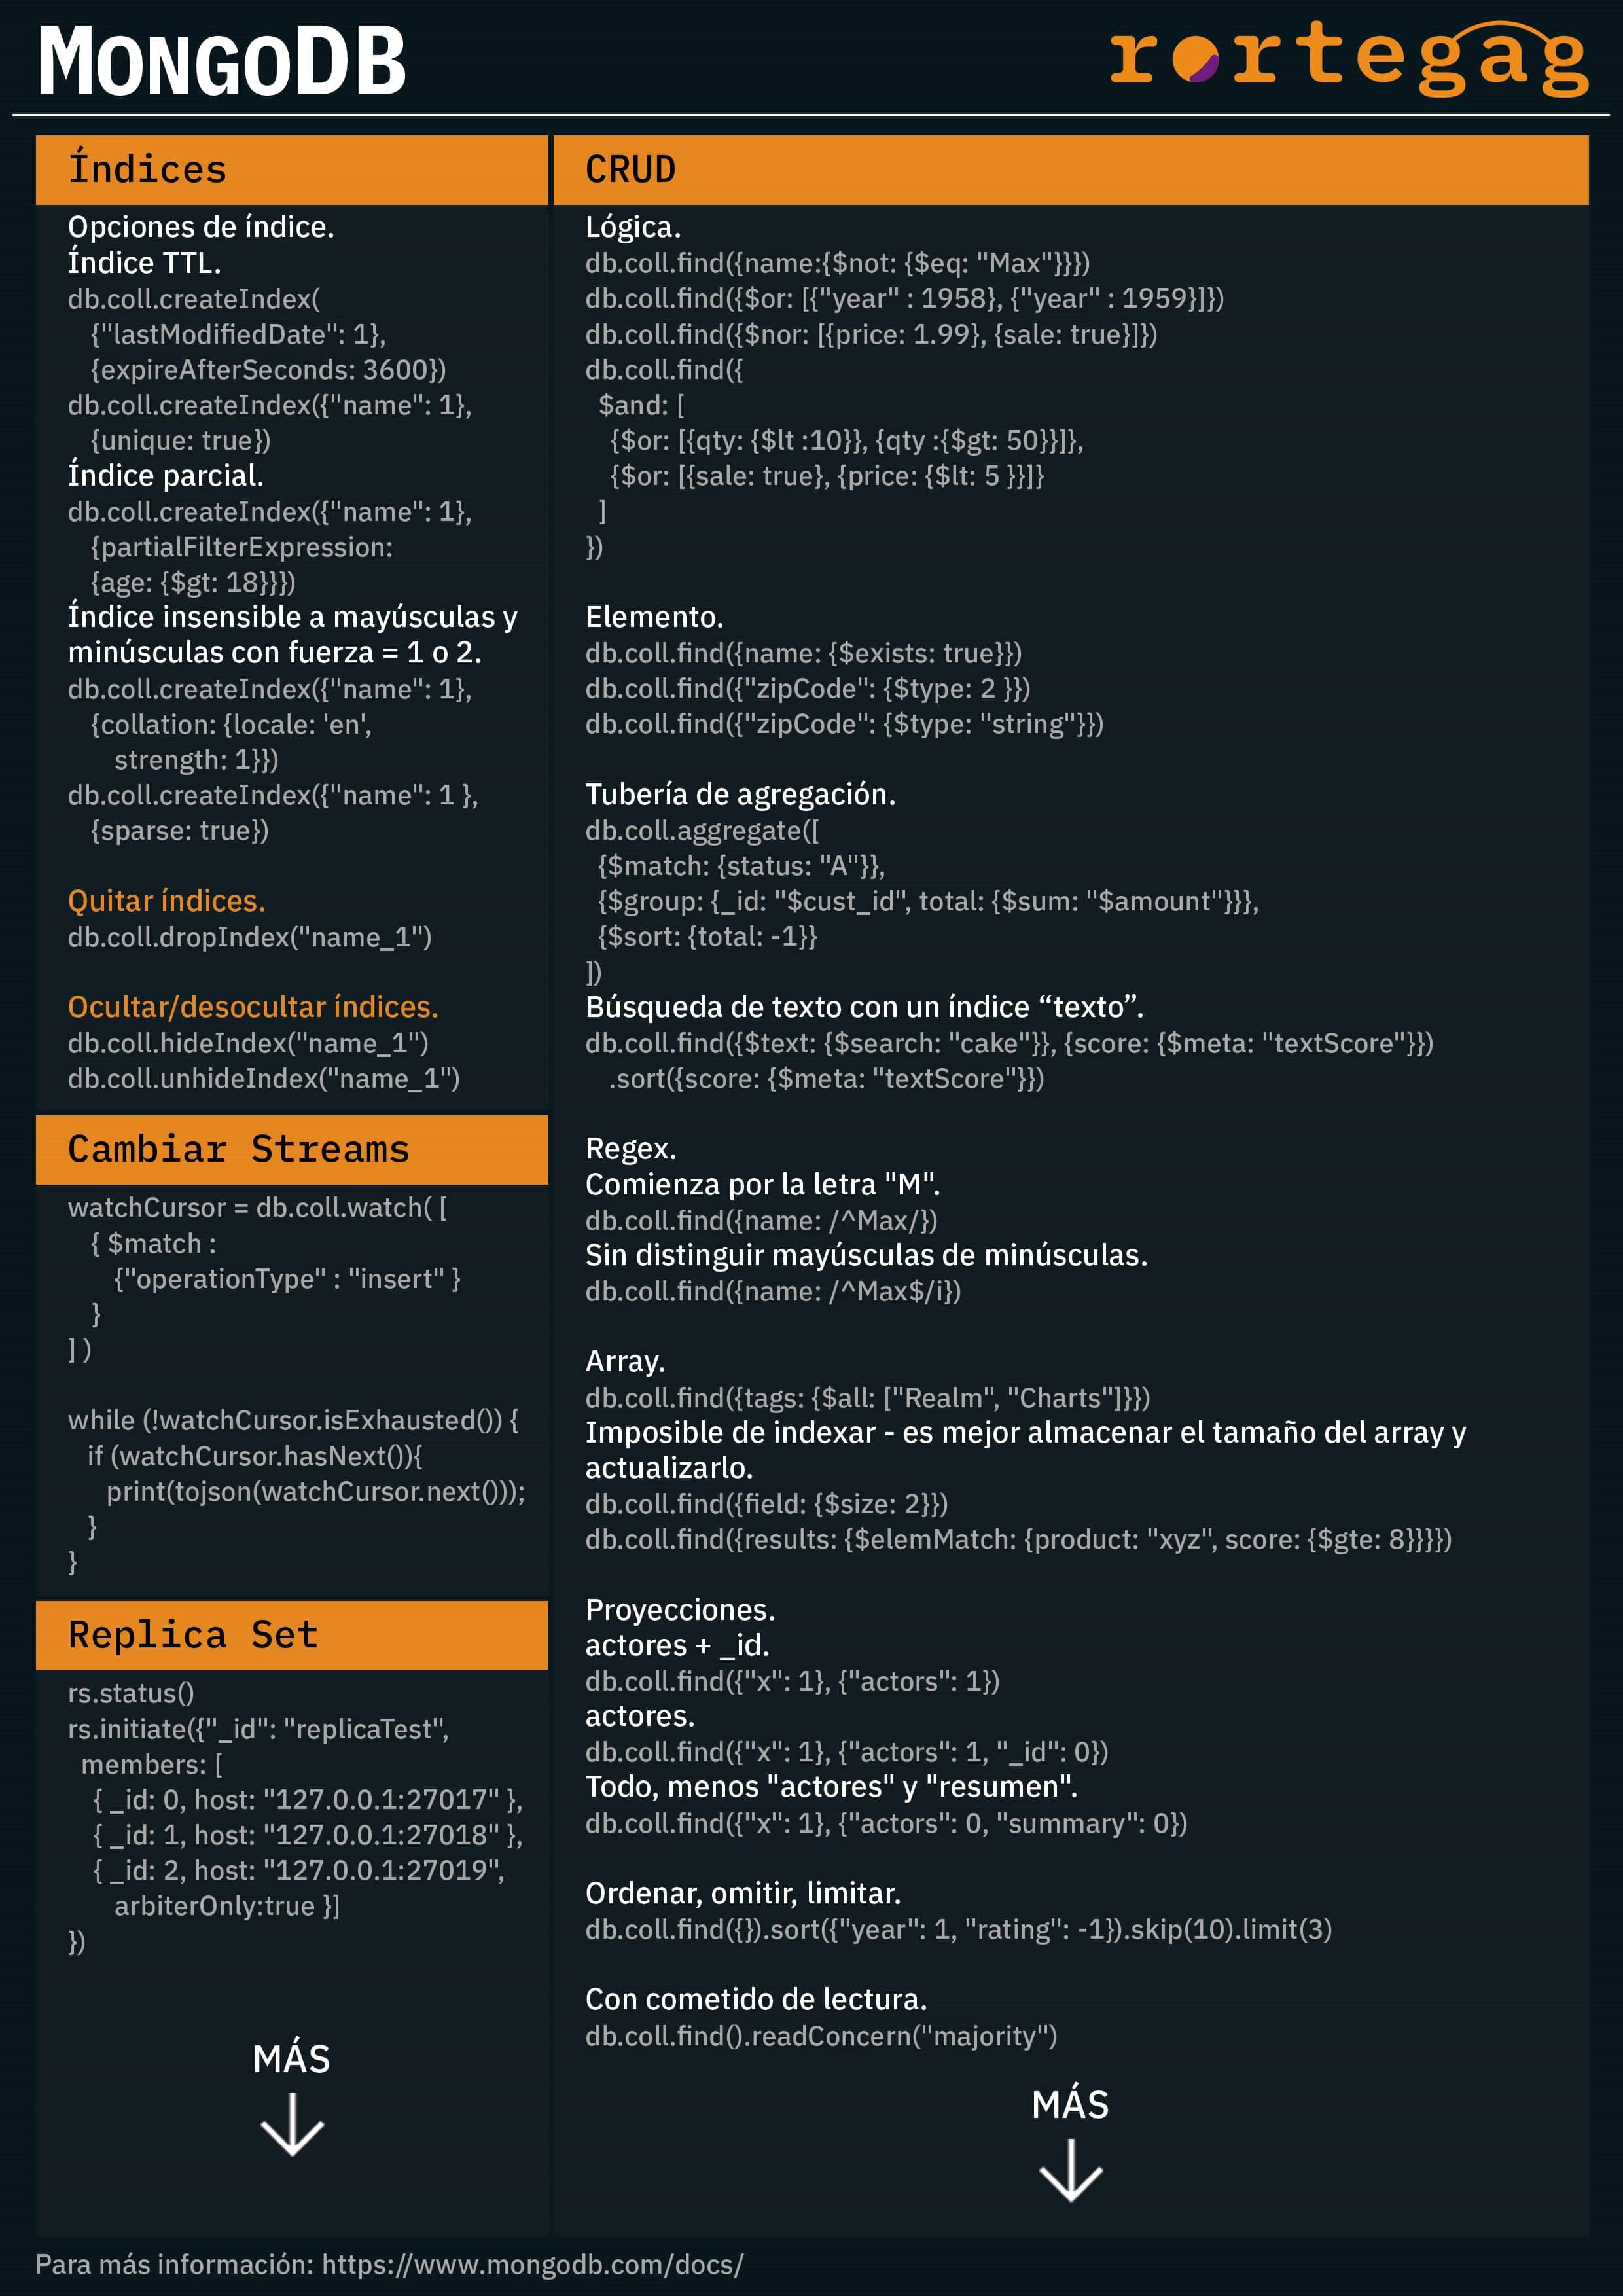 MONGODB
rortegag
Índices
Opciones de índice.
Índice TTL.
db.coll.createIndex(
{"lastModifiedDate": 1},
{expireAfterSeconds: 3600})
db.coll.createIndex({"name": 1},
{unique: true})
Índice parcial.
db.coll.createIndex({"name": 1},
{partialFilterExpression:
{age: {$gt: 18}}})
Índice insensible a mayúsculas y
minúsculas con fuerza = 1 o 2.
db.coll.createIndex({"name": 1},
{collation: {locale: 'en',
strength: 1}})
db.coll.createIndex({"name": 1 },
{sparse: true})
Quitar índices.
db.coll.dropIndex("name_1")
Ocultar/desocultar índices.
db.coll.hideIndex("name_1")
db.coll.unhideIndex("name_1")
Cambiar Streams
watchCursor = db.coll.watch( [
{ $match :
{"operationType" : "insert" }
}
] )
while (!watchCursor.isExhausted()) {
if (watchCursor.hasNext()){
print(tojson(watchCursor.next()));
}
}
Replica Set
rs.status()
rs.initiate({"_id": "replicaTest",
members: [
{ _id: 0, host: "127.0.0.1:27017" },
{ _id: 1, host: "127.0.0.1:27018" },
{ _id: 2, host: "127.0.0.1:27019",
arbiterOnly:true }]
})
MÁS
CRUD
Lógica.
db.coll.find({name:{$not: {$eq: "Max"}}})
db.coll.find({$or: [{"year" : 1958}, {"year" : 1959}]})
db.coll.find({$nor: [{price: 1.99}, {sale: true}]})
db.coll.find({
$and: [
{$or: [{qty: {$lt :10}}, {qty :{$gt: 50}}]},
{$or: [{sale: true}, {price: {$lt: 5 }}]}
]
})
Elemento.
db.coll.find({name: {$exists: true}})
db.coll.find({"zipCode": {$type: 2 }})
db.coll.find({"zipCode": {$type: "string"}})
Tubería de agregación.
db.coll.aggregate([
{$match: {status: "A"}},
{$group: {_id: "$cust_id", total: {$sum: "$amount"}}},
{$sort: {total: -1}}
])
Búsqueda de texto con un índice “texto”.
db.coll.find({$text: {$search: "cake"}}, {score: {$meta: "textScore"}})
.sort({score: {$meta: "textScore"}})
Regex.
Comienza por la letra "M".
db.coll.find({name: /^Max/})
Sin distinguir mayúsculas de minúsculas.
db.coll.find({name: /^Max$/i})
Array.
db.coll.find({tags: {$all: ["Realm", "Charts"]}})
Imposible de indexar - es mejor almacenar el tamaño del array y
actualizarlo.
db.coll.find({field: {$size: 2}})
db.coll.find({results: {$elemMatch: {product: "xyz", score: {$gte: 8}}}})
Proyecciones.
actores + _id.
db.coll.find({"x": 1}, {"actors": 1})
actores.
db.coll.find({"x": 1}, {"actors": 1, "_id": 0})
Todo, menos "actores" y "resumen".
db.coll.find({"x": 1}, {"actors": 0, "summary": 0})
Ordenar, omitir, limitar.
db.coll.find({}).sort({"year": 1, "rating": -1}).skip(10).limit(3)
Con cometido de lectura.
db.coll.find().readConcern("majority")
MÁS
Para más información: https://www.mongodb.com/docs/